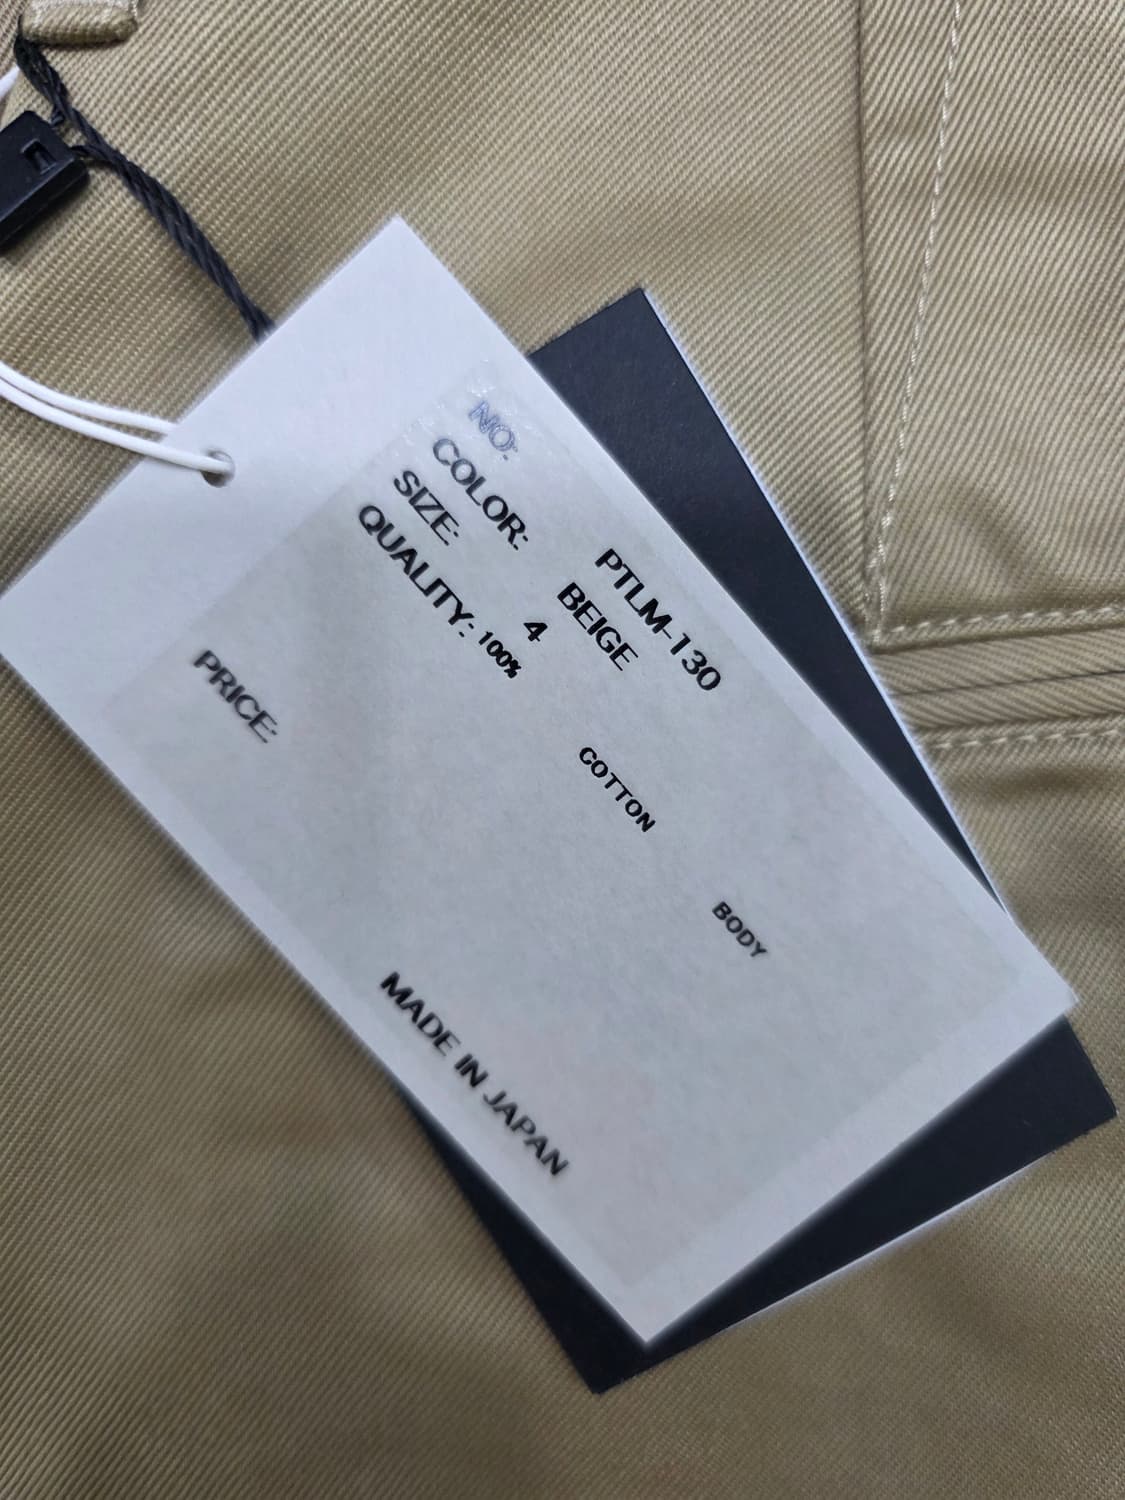 NO: PTLM-130
COLOR: BEIGE
SIZE: 4
QUALITY: 100% COTTON BODY
PRICE:
MADE IN JAPAN